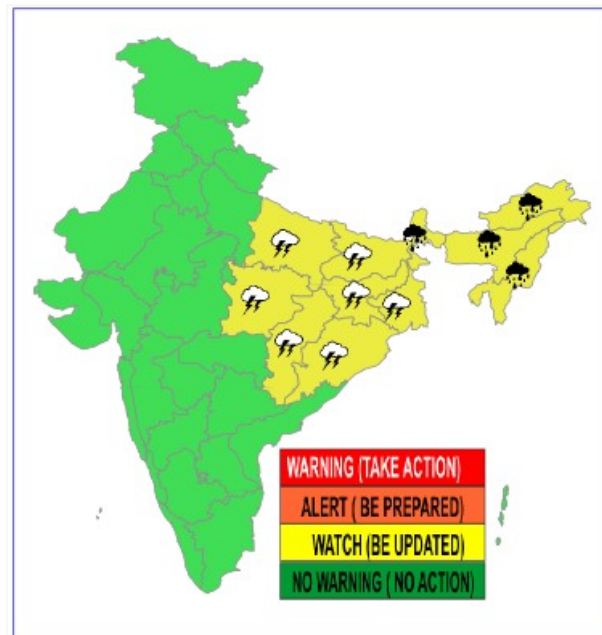 WARNING (TAKE ACTION)
ALERT ( BE PREPARED)
WATCH (BE UPDATED)
NO WARNING ( NO ACTION)